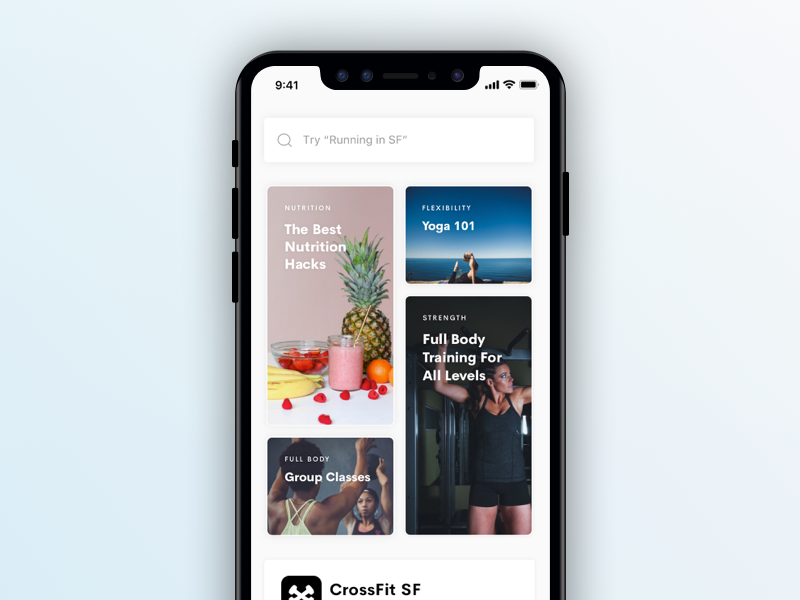 9:41
Try “Running in SF”
NUTRITION
The Best
Nutrition
Hacks
FLEXIBILITY
Yoga 101
STRENGTH
Full Body
Training For
All Levels
FULL BODY
Group Classes
CrossFit SF